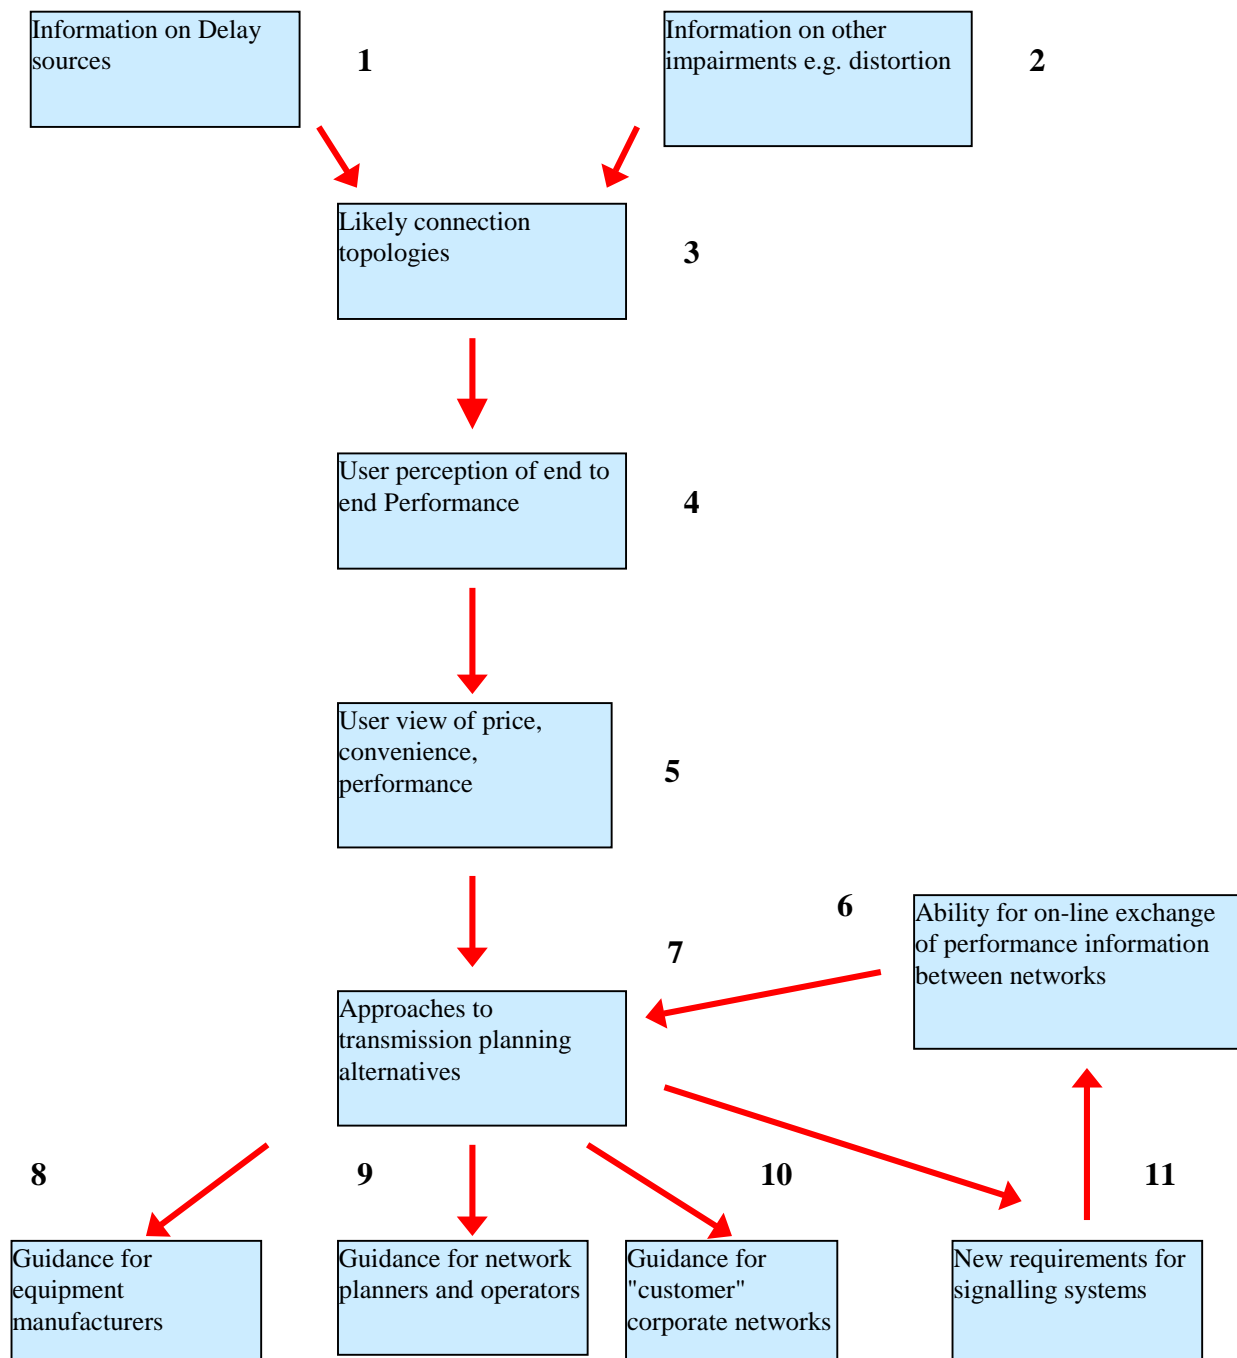 Information on Delay
sources
1
Information on other
impairments e.g. distortion
2
Likely connection
topologies
3
User perception of end to
end Performance
4
User view of price,
convenience,
performance
5
6
Ability for on-line exchange
of performance information
between networks
7
Approaches to
transmission planning
alternatives
8
9
10
11
Guidance for
equipment
manufacturers
Guidance for network
planners and operators
Guidance for
"customer"
corporate networks
New requirements for
signalling systems